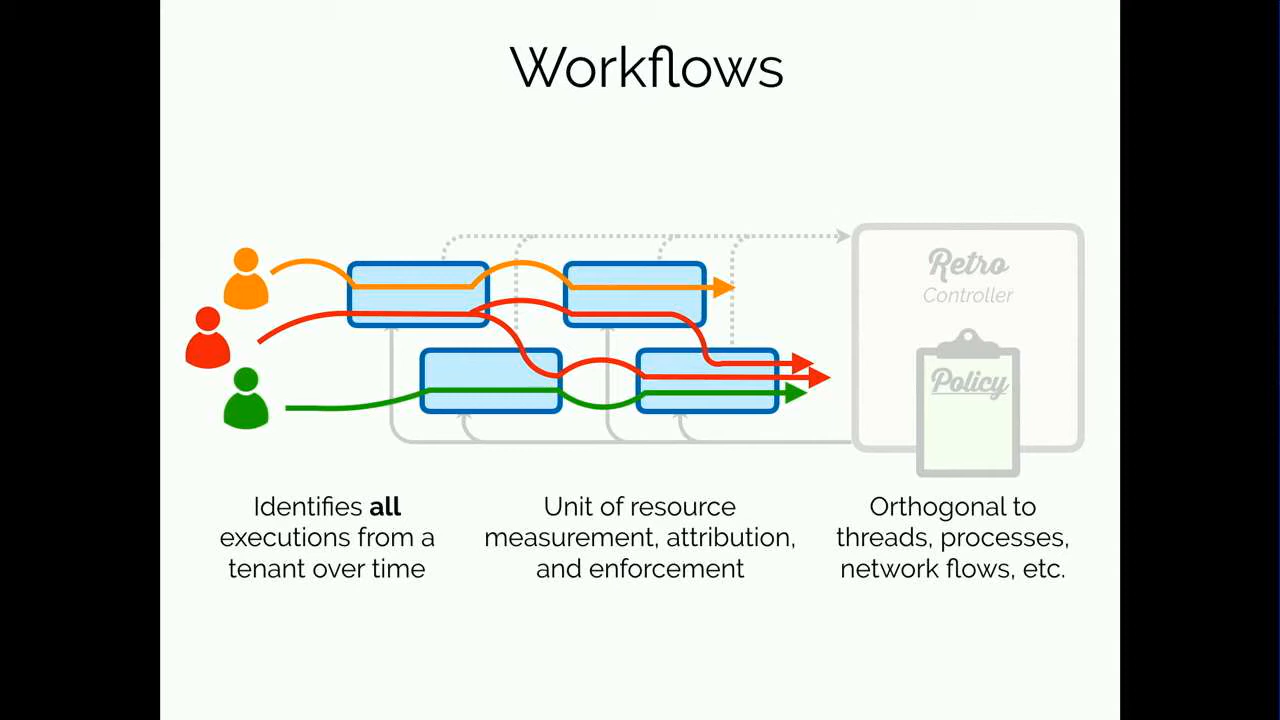 Workflows
Retro
Controller
Policy
Identifies all
executions from a
tenant over time
Unit of resource
measurement, attribution,
and enforcement
Orthogonal to
threads, processes,
network flows, etc.